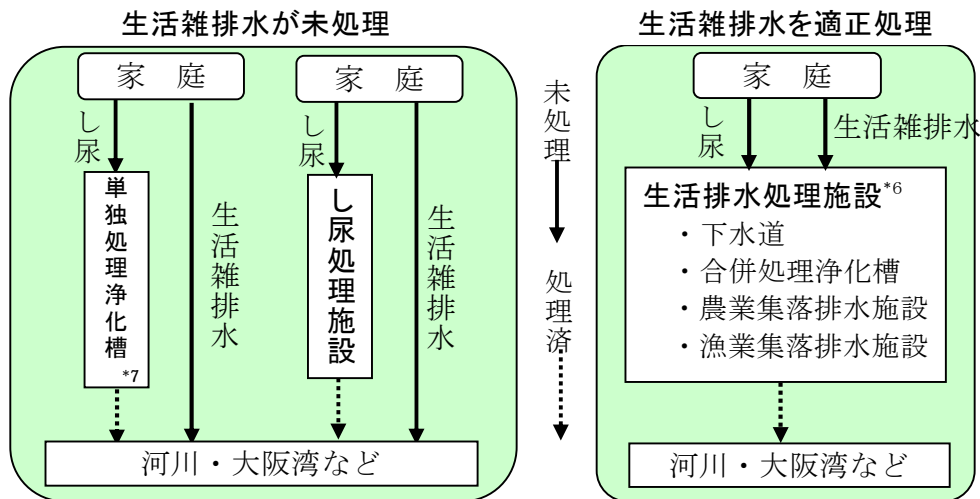 生活雑排水が未処理
家 庭
し尿
単独処理浄化槽*7
生活雑排水
家 庭
し尿
し尿処理施設
生活雑排水
河川・大阪湾など
未処理
処理済
生活雑排水を適正処理
家 庭
し尿
生活雑排水
生活排水処理施設*6
・下水道
・合併処理浄化槽
・農業集落排水施設
・漁業集落排水施設
河川・大阪湾など